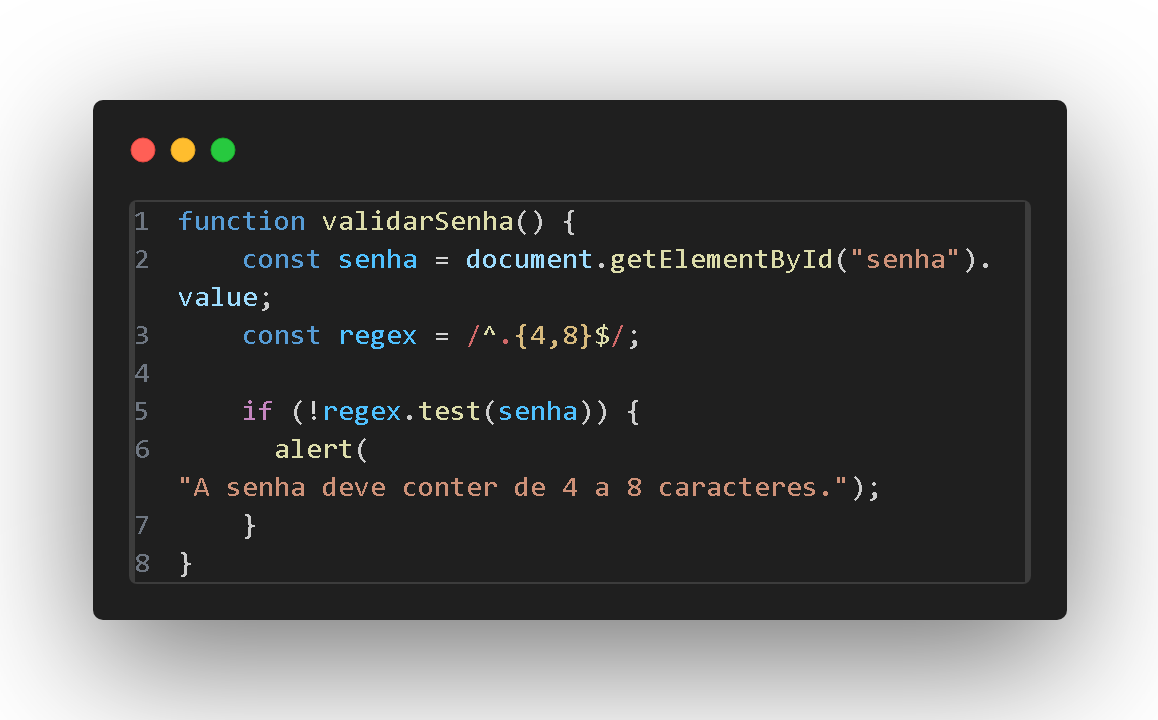 1 function validarSenha() {
2 const senha = document.getElementById("senha").
value;
3 const regex = /^.{4,8}$/;
4
5 if (!regex.test(senha)) {
6 alert(
"A senha deve conter de 4 a 8 caracteres.");
7 }
8 }